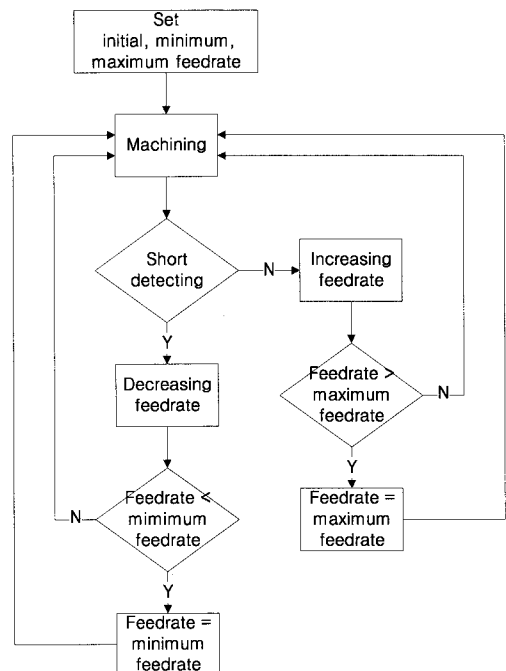 Set
initial, minimum,
maximum feedrate
Machining
Short
detecting
N
Increasing
feedrate
Y
Decreasing
feedrate
Feedrate >
maximum
feedrate
N
Y
Feedrate <
mimimum
feedrate
N
Feedrate =
maximum
feedrate
Y
Feedrate =
minimum
feedrate